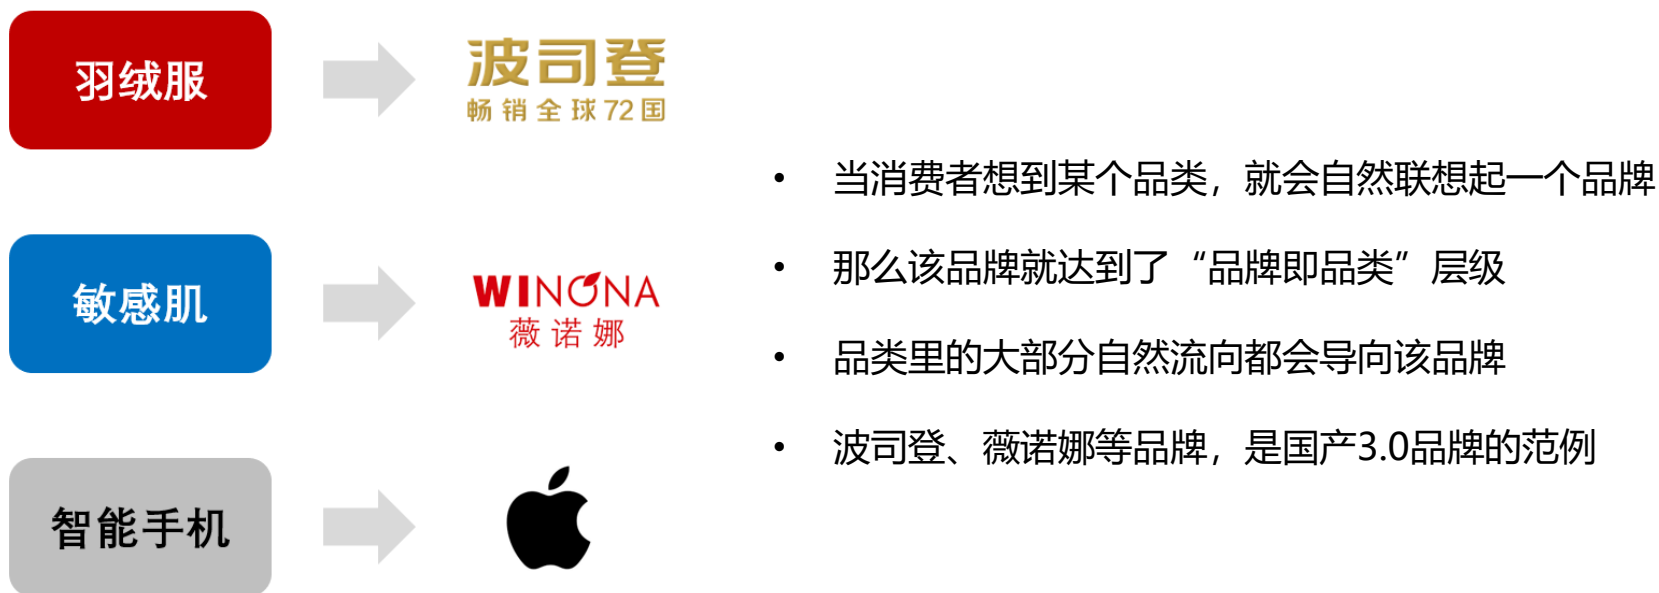 羽绒服
波司登
畅销全球72国
敏感肌
WINONA
薇诺娜
智能手机
• 当消费者想到某个品类，就会自然联想起一个品牌
• 那么该品牌就达到了“品牌即品类”层级
• 品类里的大部分自然流向都会导向该品牌
• 波司登、薇诺娜等品牌，是国产3.0品牌的范例